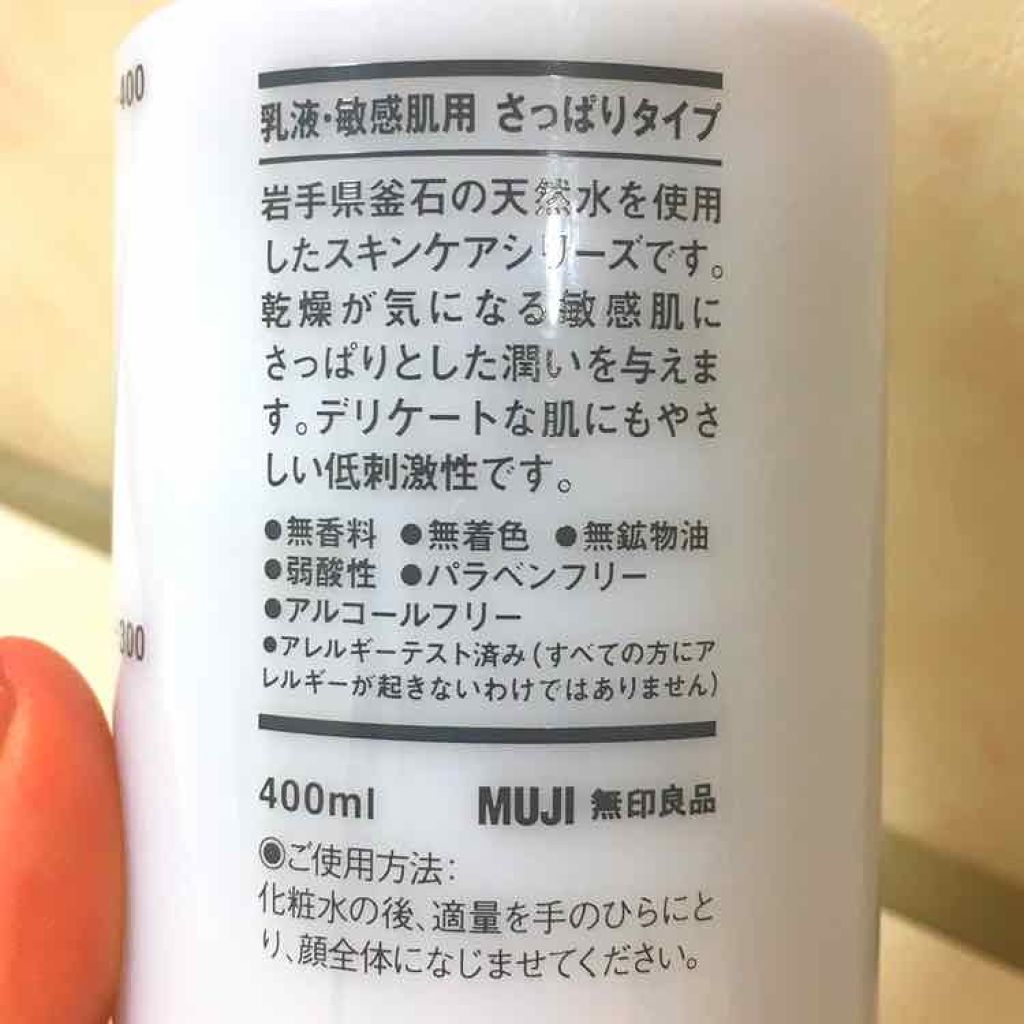 400
乳液・敏感肌用 さっぱりタイプ
岩手県釜石の天然水を使用
したスキンケアシリーズです。
乾燥が気になる敏感肌に
さっぱりとした潤いを与えま
す。デリケートな肌にもやさ
しい低刺激性です。
●無香料 ●無着色 ●無鉱物油
●弱酸性 ●パラベンフリー
●アルコールフリー
300
●アレルギーテスト済み(すべての方にア
レルギーが起きないわけではありません)
400ml MUJI 無印良品
◉ご使用方法:
化粧水の後、適量を手のひらにと
り、顔全体になじませてください。